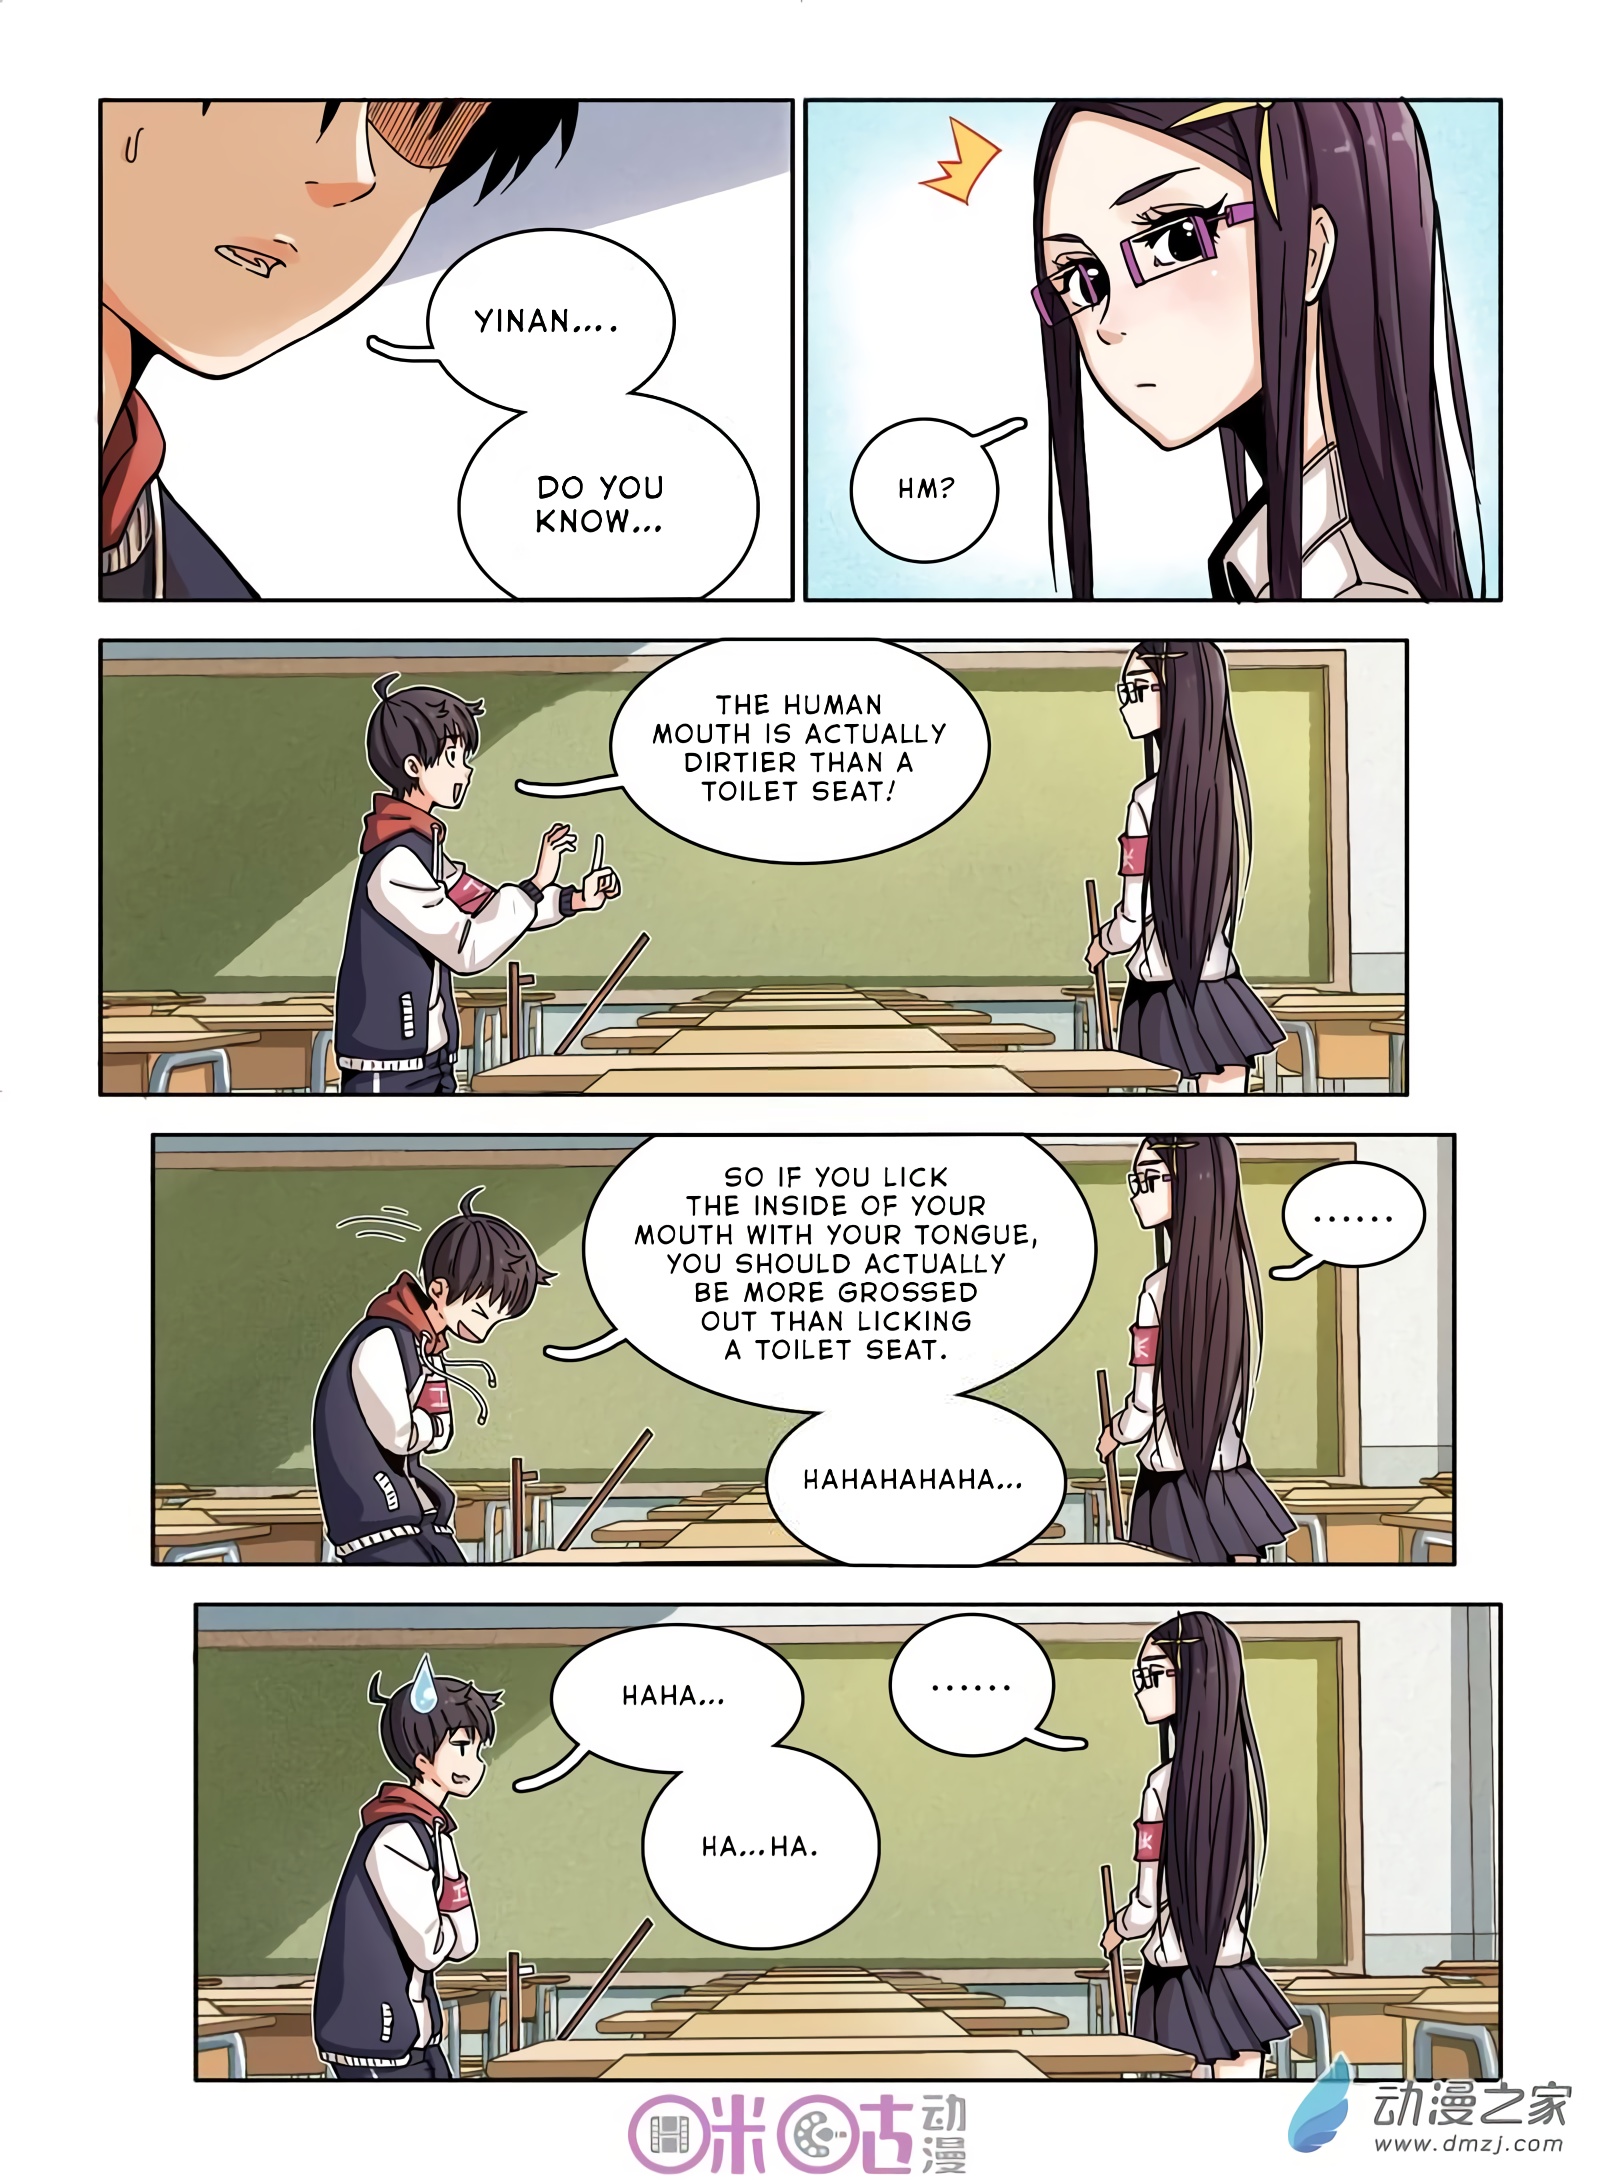 YINAN....
DO YOU
KNOW...
HM?
THE HUMAN
MOUTH IS ACTUALLY
DIRTIER THAN A
TOILET SEAT!
SO IF YOU LICK
THE INSIDE OF YOUR
MOUTH WITH YOUR TONGUE,
YOU SHOULD ACTUALLY
BE MORE GROSSED
OUT THAN LICKING
A TOILET SEAT.
HAHAHAHAHA...
......
HAHA...
HA...HA.
......
咪咕动漫
动漫之家
www.dmzj.com